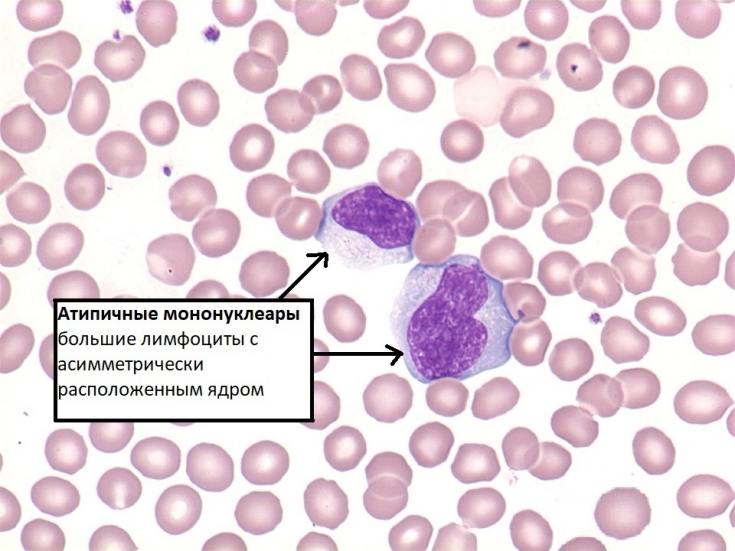 Атипичные мононуклеары
большие лимфоциты с
асимметрически
расположенным ядром